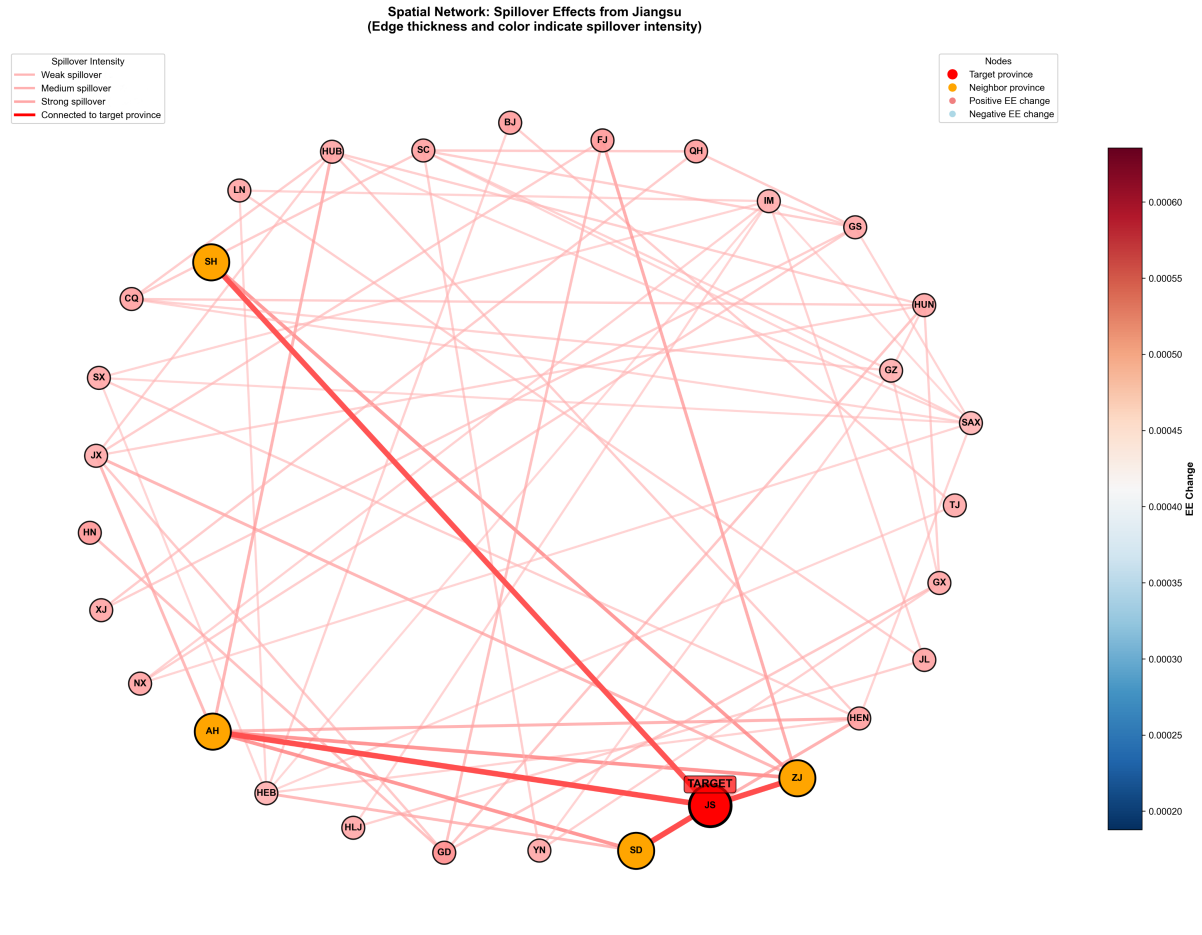 Spatial Network: Spillover Effects from Jiangsu
(Edge thickness and color indicate spillover intensity)
Spillover Intensity
Weak spillover
Medium spillover
Strong spillover
Connected to target province
Nodes
Target province
Neighbor province
Positive EE change
Negative EE change
BJ
FJ
HUB
SC
QH
LN
IM
GS
SH
CQ
HUN
GZ
SX
SAX
JX
TJ
HN
GX
XJ
JL
NX
HEN
AH
ZJ
TARGET
HEB
JS
HLJ
GD
YN
SD
0.00060
0.00055
0.00050
0.00045
0.00040
0.00035
0.00030
0.00025
0.00020
EE Change